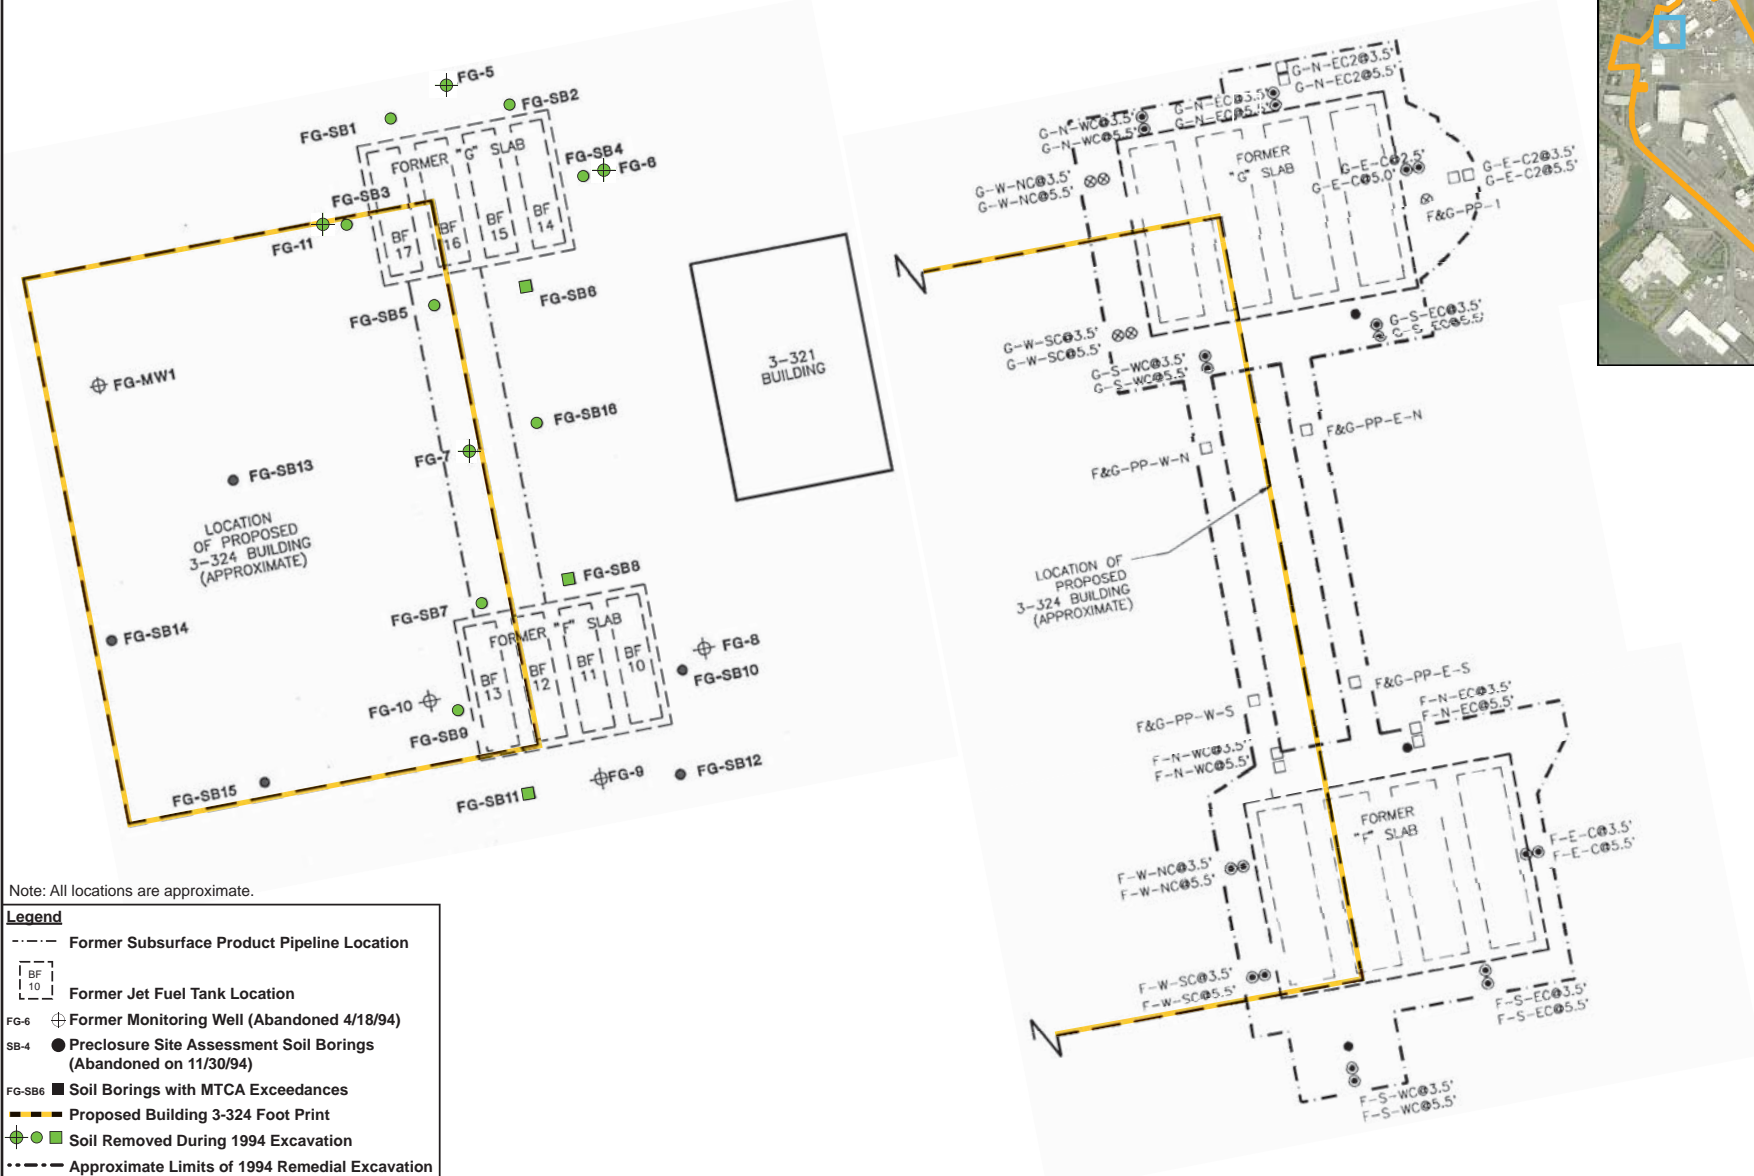 FG-5
FG-SB2
FG-SB1
FORMER "G" SLAB
FG-SB4
FG-6
FG-SB3
FG-11
BF
17
BF
16
BF
15
BF
14
FG-SB5
FG-SB6
FG-MW1
3-321
BUILDING
FG-SB16
FG-7
FG-SB13
LOCATION
OF PROPOSED
3-324 BUILDING
(APPROXIMATE)
FG-SB8
FG-SB7
FORMER "F" SLAB
FG-SB14
FG-8
FG-SB10
BF
13
BF
12
BF
11
BF
10
FG-10
FG-SB9
FG-9
FG-SB12
FG-SB15
FG-SB11
G-N-EC2@3.5'
G-N-EC2@5.5'
G-N-EC@3.5'
G-N-EC@5.5'
G-N-WC@3.5'
G-N-WC@5.5'
FORMER
"G" SLAB
G-E-C@2.5'
G-E-C@5.0'
G-E-C2@3.5'
G-E-C2@5.5'
G-W-NC@3.5'
G-W-NC@5.5'
F&G-PP-1
G-S-EC@3.5'
G-S-EC@5.5'
G-W-SC@3.5'
G-W-SC@5.5'
G-S-WC@3.5'
G-S-WC@5.5'
F&G-PP-E-N
F&G-PP-W-N
LOCATION OF
PROPOSED
3-324 BUILDING
(APPROXIMATE)
F&G-PP-E-S
F-N-EC@3.5'
F-N-EC@5.5'
F&G-PP-W-S
F-N-WC@3.5'
F-N-WC@5.5'
FORMER
"F" SLAB
F-E-C@3.5'
F-E-C@5.5'
F-W-NC@3.5'
F-W-NC@5.5'
F-W-SC@3.5'
F-W-SC@5.5'
F-S-EC@3.5'
F-S-EC@5.5'
F-S-WC@3.5'
F-S-WC@5.5'
Note: All locations are approximate.
Legend
Former Subsurface Product Pipeline Location
BF
10
Former Jet Fuel Tank Location
FG-6 Former Monitoring Well (Abandoned 4/18/94)
SB-4 Preclosure Site Assessment Soil Borings
(Abandoned on 11/30/94)
FG-SB6 Soil Borings with MTCA Exceedances
Proposed Building 3-324 Foot Print
Soil Removed During 1994 Excavation
Approximate Limits of 1994 Remedial Excavation